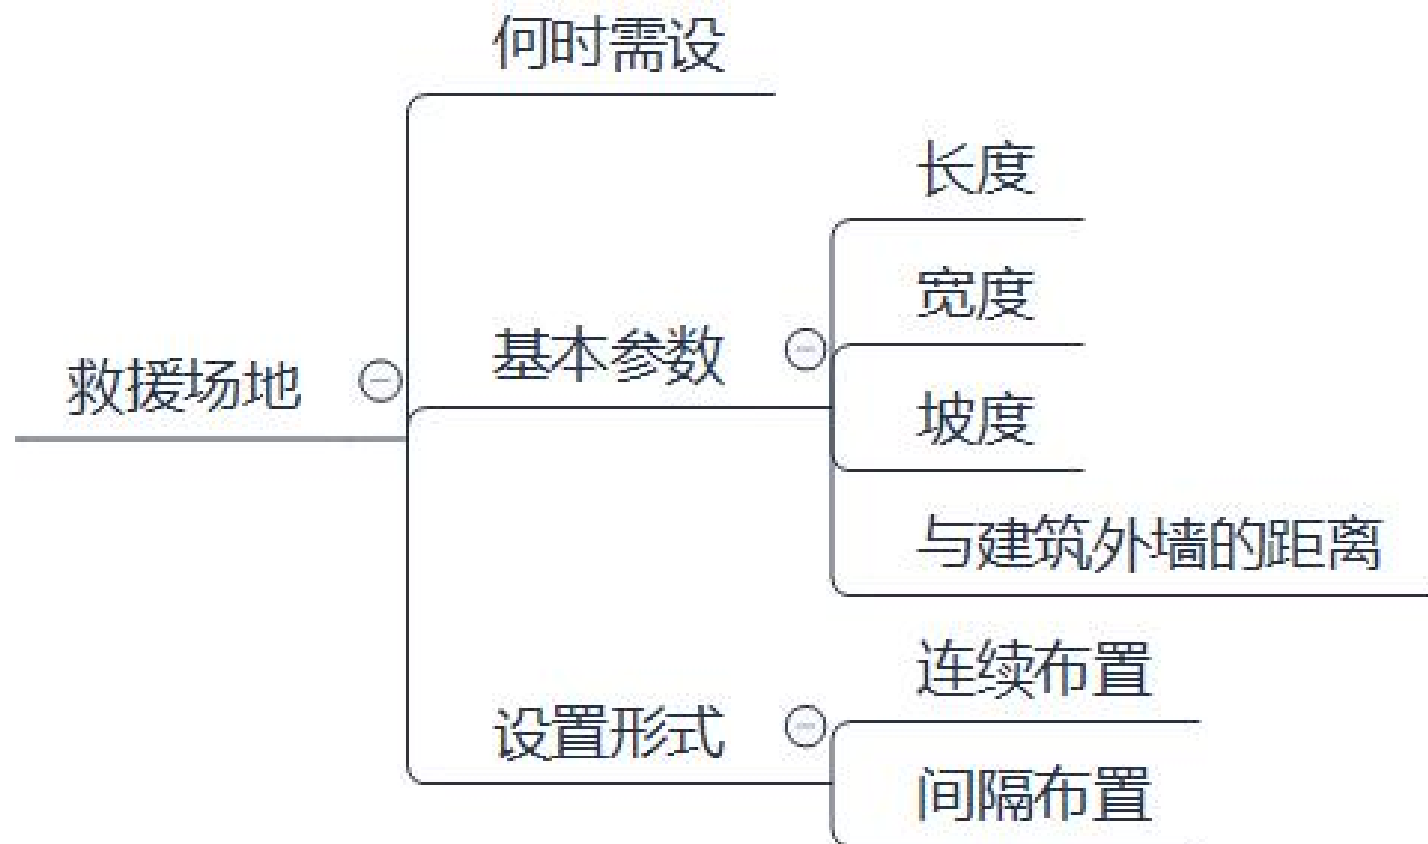 何时需设
长度
宽度
基本参数
救援场地
坡度
与建筑外墙的距离
连续布置
设置形式
间隔布置